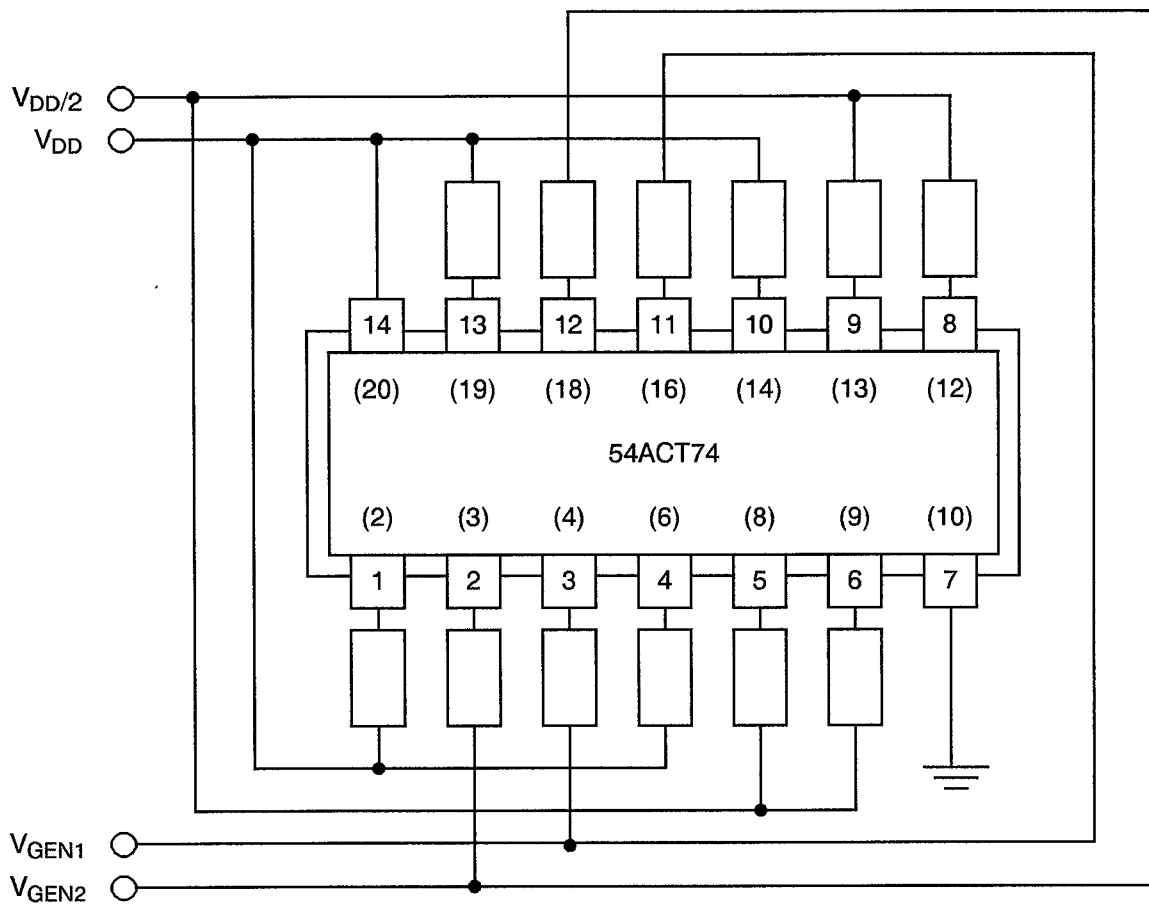 VDD/2
VDD
14 13 12 11 10 9 8
(20) (19) (18) (16) (14) (13) (12)
54ACT74
(2) (3) (4) (6) (8) (9) (10)
1 2 3 4 5 6 7
VGEN1
VGEN2